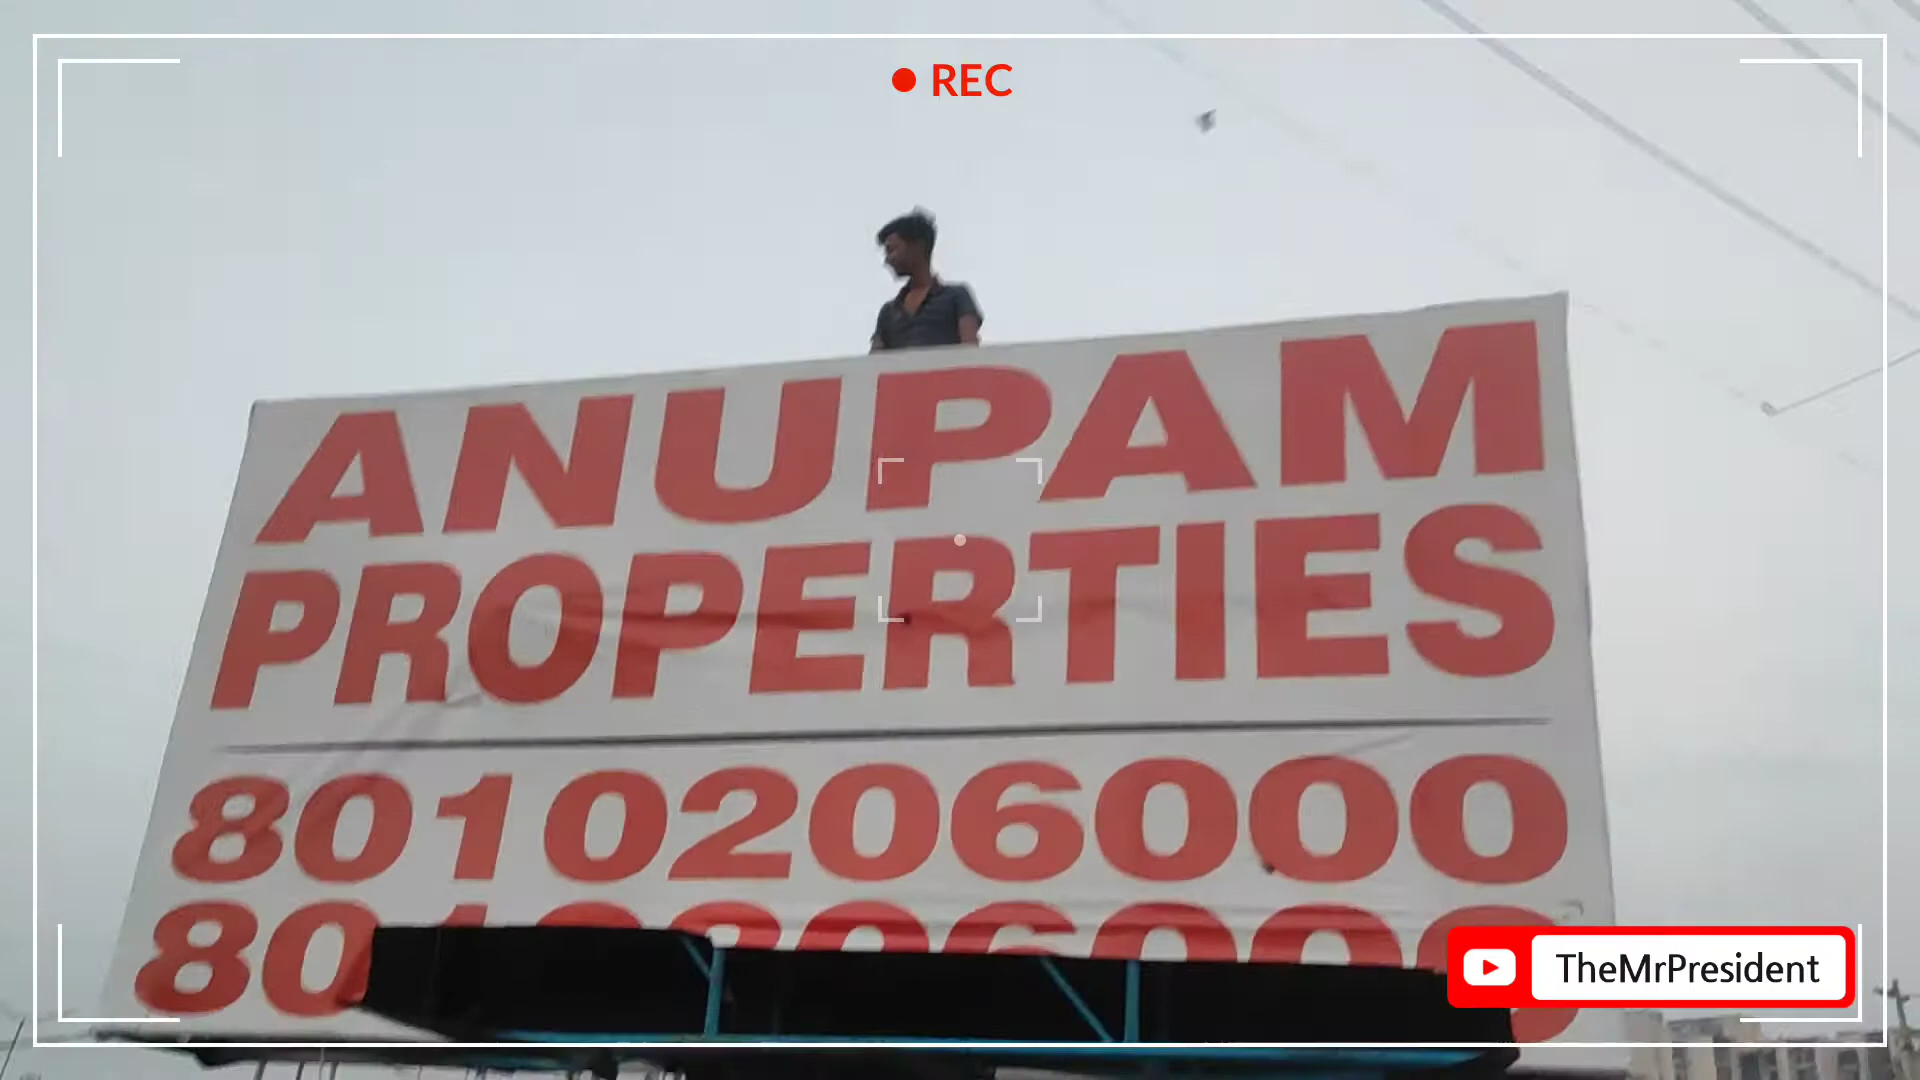 REC
ANUPAM
PROPERTIES
8010206000
TheMrPresident